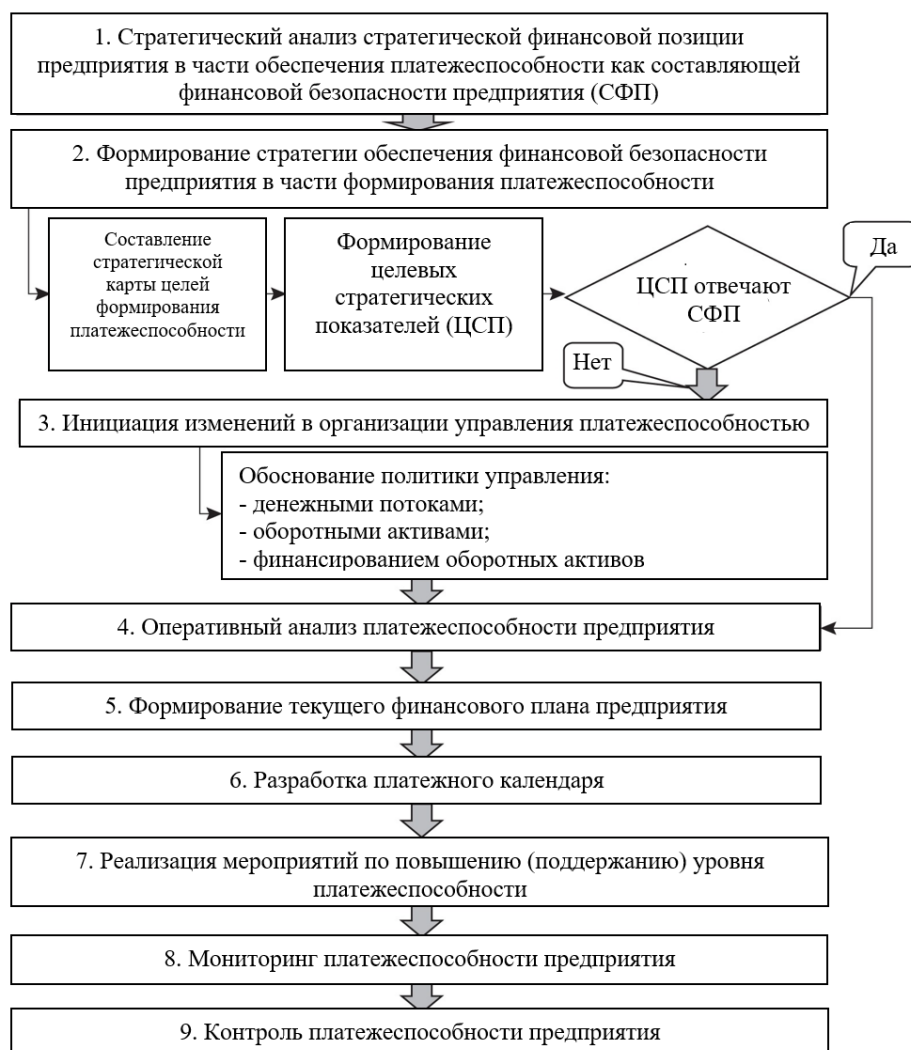 1. Стратегический анализ стратегической финансовой позиции
предприятия в части обеспечения платежеспособности как составляющей
финансовой безопасности предприятия (СФП)
2. Формирование стратегии обеспечения финансовой безопасности
предприятия в части формирования платежеспособности
Составление
стратегической
карты целей
формирования
платежеспособности
Формирование
целевых
стратегических
показателей (ЦСП)
ЦСП отвечают
СФП
Да
Нет
3. Инициация изменений в организации управления платежеспособностью
Обоснование политики управления:
- денежными потоками;
- оборотными активами;
- финансированием оборотных активов
4. Оперативный анализ платежеспособности предприятия
5. Формирование текущего финансового плана предприятия
6. Разработка платежного календаря
7. Реализация мероприятий по повышению (поддержанию) уровня
платежеспособности
8. Мониторинг платежеспособности предприятия
9. Контроль платежеспособности предприятия